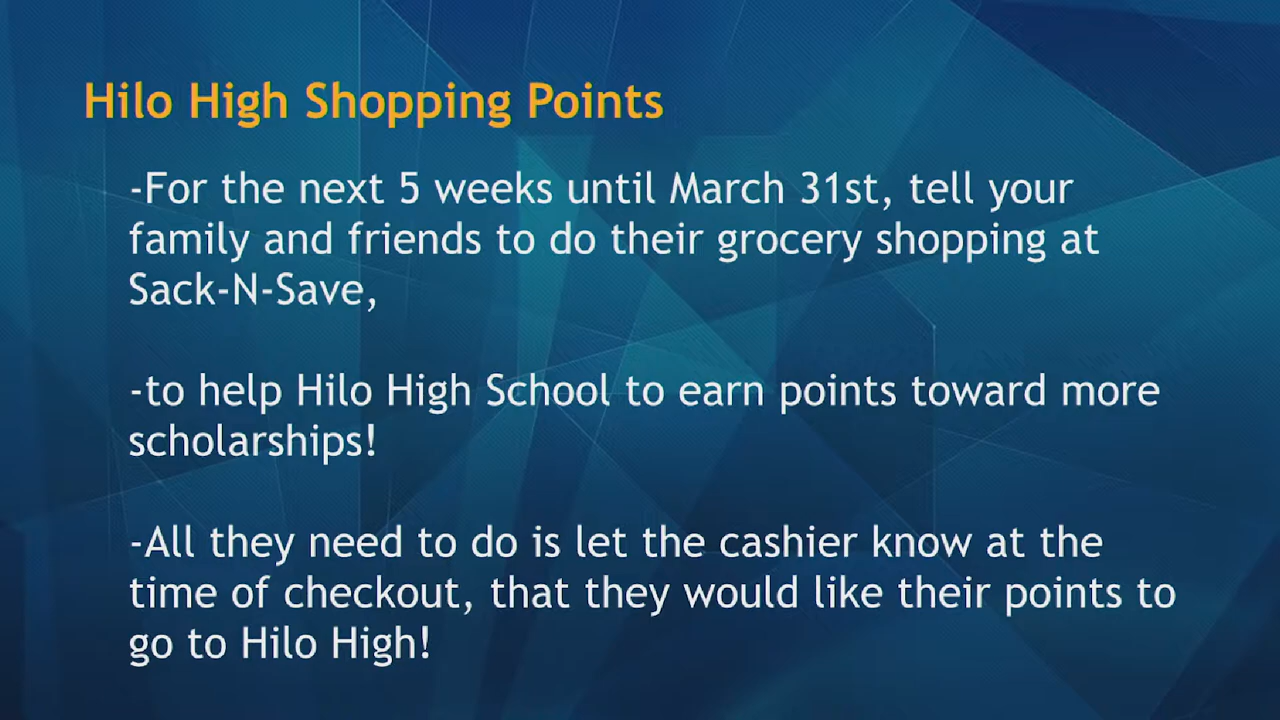 Hilo High Shopping Points
-For the next 5 weeks until March 31st, tell your
family and friends to do their grocery shopping at
Sack-N-Save,
-to help Hilo High School to earn points toward more
scholarships!
-All they need to do is let the cashier know at the
time of checkout, that they would like their points to
go to Hilo High!